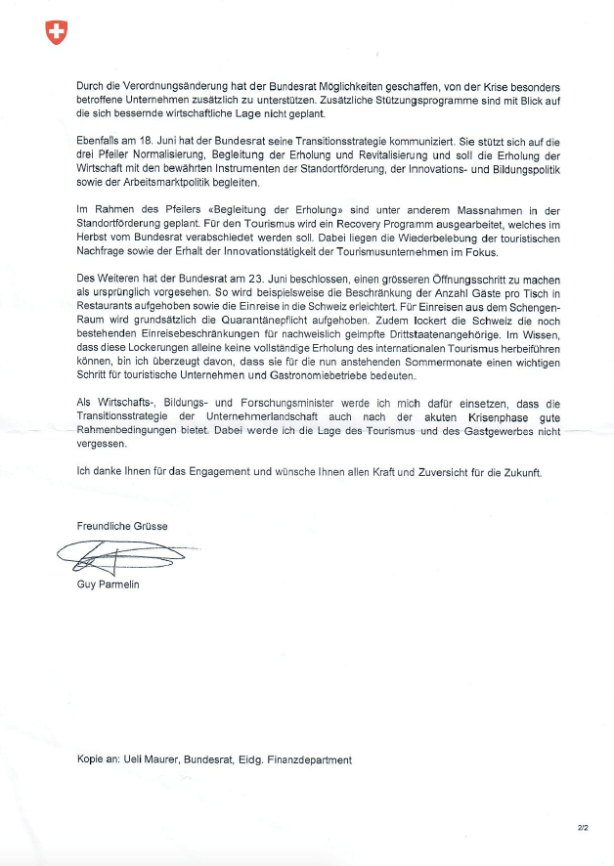 Durch die Verordnungsänderung hat der Bundesrat Möglichkeiten geschaffen, von der Krise besonders
betroffene Unternehmen zusätzlich zu unterstützen. Zusätzliche Stützungsprogramme sind mit Blick auf
die sich bessernde wirtschaftliche Lage nicht geplant.
Ebenfalls am 18. Juni hat der Bundesrat seine Transitionsstrategie kommuniziert. Sie stützt sich auf die
drei Pfeiler Normalisierung, Begleitung der Erholung und Revitalisierung und soll die Erholung der
Wirtschaft mit den bewährten Instrumenten der Standortförderung, der Innovations- und Bildungspolitik
sowie der Arbeitsmarktpolitik begleiten.
Im Rahmen des Pfeilers «Begleitung der Erholung» sind unter anderem Massnahmen in der
Standortförderung geplant. Für den Tourismus wird ein Recovery Programm ausgearbeitet, welches im
Herbst vom Bundesrat verabschiedet werden soll. Dabei liegen die Wiederbelebung der touristischen
Nachfrage sowie der Erhalt der Innovationstätigkeit der Tourismusunternehmen im Fokus.
Des Weiteren hat der Bundesrat am 23. Juni beschlossen, einen grösseren Öffnungsschritt zu machen
als ursprünglich vorgesehen. So wird beispielsweise die Beschränkung der Anzahl Gäste pro Tisch in
Restaurants aufgehoben sowie die Einreise in die Schweiz erleichtert. Für Einreisen aus dem Schengen-
Raum wird grundsätzlich die Quarantänepflicht aufgehoben. Zudem lockert die Schweiz die noch
bestehenden Einreisebeschränkungen für nachweislich geimpfte Drittstaatenangehörige. Im Wissen,
dass diese Lockerungen alleine keine vollständige Erholung des internationalen Tourismus herbeiführen
können, bin ich überzeugt davon, dass sie für die nun anstehenden Sommermonate einen wichtigen
Schritt für touristische Unternehmen und Gastronomiebetriebe bedeuten.
Als Wirtschafts-, Bildungs- und Forschungsminister werde ich mich dafür einsetzen, dass die
Transitionsstrategie der Unternehmerlandschaft auch nach der akuten Krisenphase gute
Rahmenbedingungen bietet. Dabei werde ich die Lage des Tourismus und des Gastgewerbes nicht
vergessen.
Ich danke Ihnen für das Engagement und wünsche Ihnen allen Kraft und Zuversicht für die Zukunft.
Freundliche Grüsse
Guy Parmelin
Kopie an: Ueli Maurer, Bundesrat, Eidg. Finanzdepartment
2/2